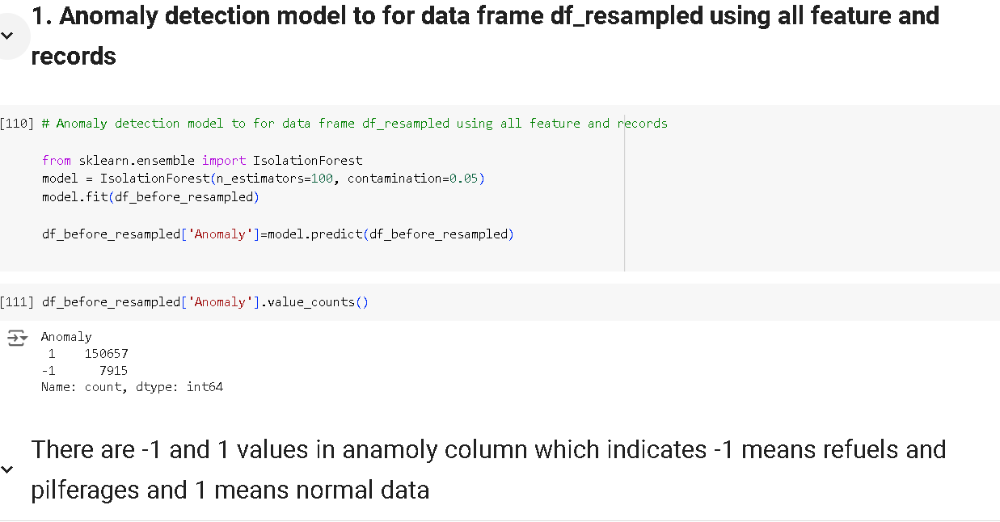 1. Anomaly detection model to for data frame df_resampled using all feature and
records
[110] # Anomaly detection model to for data frame df_resampled using all feature and records
from sklearn.ensemble import IsolationForest
model = IsolationForest(n_estimators=100, contamination=0.05)
model.fit(df_before_resampled)
df_before_resampled['Anomaly']=model.predict(df_before_resampled)
[111] df_before_resampled['Anomaly'].value_counts()
Anomaly
1    150657
-1      7915
Name: count, dtype: int64
There are -1 and 1 values in anamoly column which indicates -1 means refuels and
pilferages and 1 means normal data